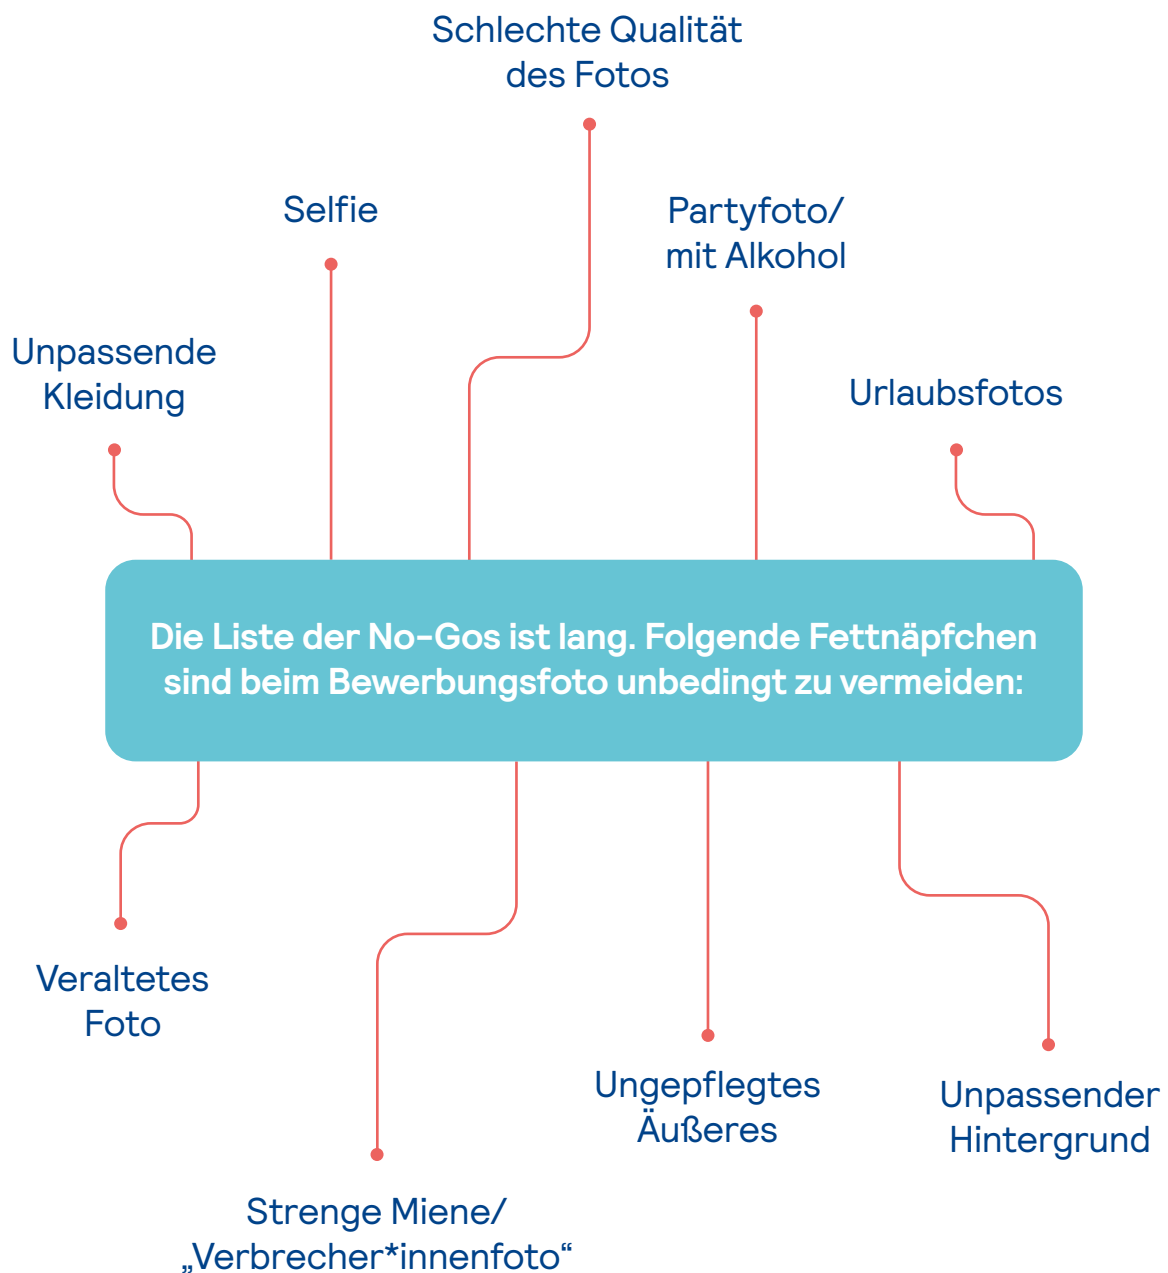 Schlechte Qualität
des Fotos
Selfie
Partyfoto/
mit Alkohol
Unpassende
Kleidung
Urlaubsfotos
Die Liste der No-Gos ist lang. Folgende Fettnäpfchen
sind beim Bewerbungsfoto unbedingt zu vermeiden:
Veraltetes
Foto
Ungepflegtes
Äußeres
Unpassender
Hintergrund
Strenge Miene/
„Verbrecher*innenfoto“